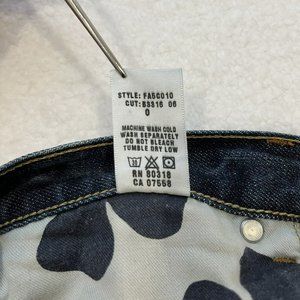 STYLE: FA5C010
CUT: 53316 06
0
MACHINE WASH COLD
WASH SEPARATELY
DO NOT BLEACH
TUMBLE DRY LOW
RN 80318
CA 07558